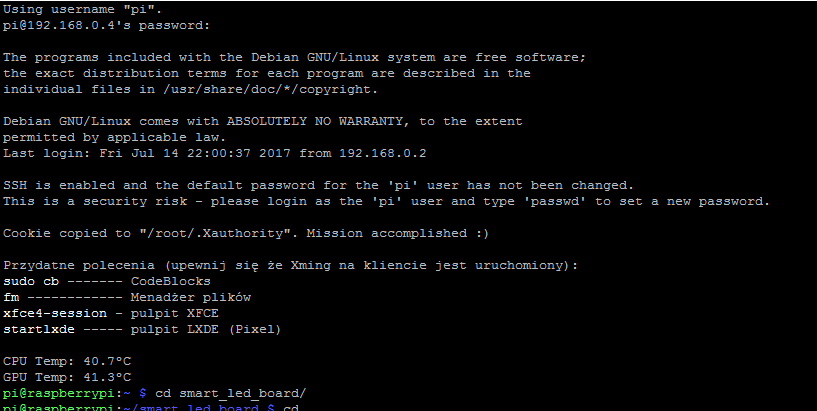 Using username "pi".
pi@192.168.0.4's password:
The programs included with the Debian GNU/Linux system are free software;
the exact distribution terms for each program are described in the
individual files in /usr/share/doc/*/copyright.
Debian GNU/Linux comes with ABSOLUTELY NO WARRANTY, to the extent
permitted by applicable law.
Last login: Fri Jul 14 22:00:37 2017 from 192.168.0.2
SSH is enabled and the default password for the 'pi' user has not been changed.
This is a security risk - please login as the 'pi' user and type 'passwd' to set a new password.
Cookie copied to "/root/.Xauthority". Mission accomplished :)
Przydatne polecenia (upewnij się że Xming na kliencie jest uruchomiony):
sudo cb ------- CodeBlocks
fm ------------ Menadżer plików
xfce4-session - pulpit XFCE
startlxde ----- pulpit LXDE (Pixel)
CPU Temp: 40.7°C
GPU Temp: 41.3°C
pi@raspberrypi:~ $ cd smart_led_board/
pi@raspberrypi:~/smart_led_board $ cd